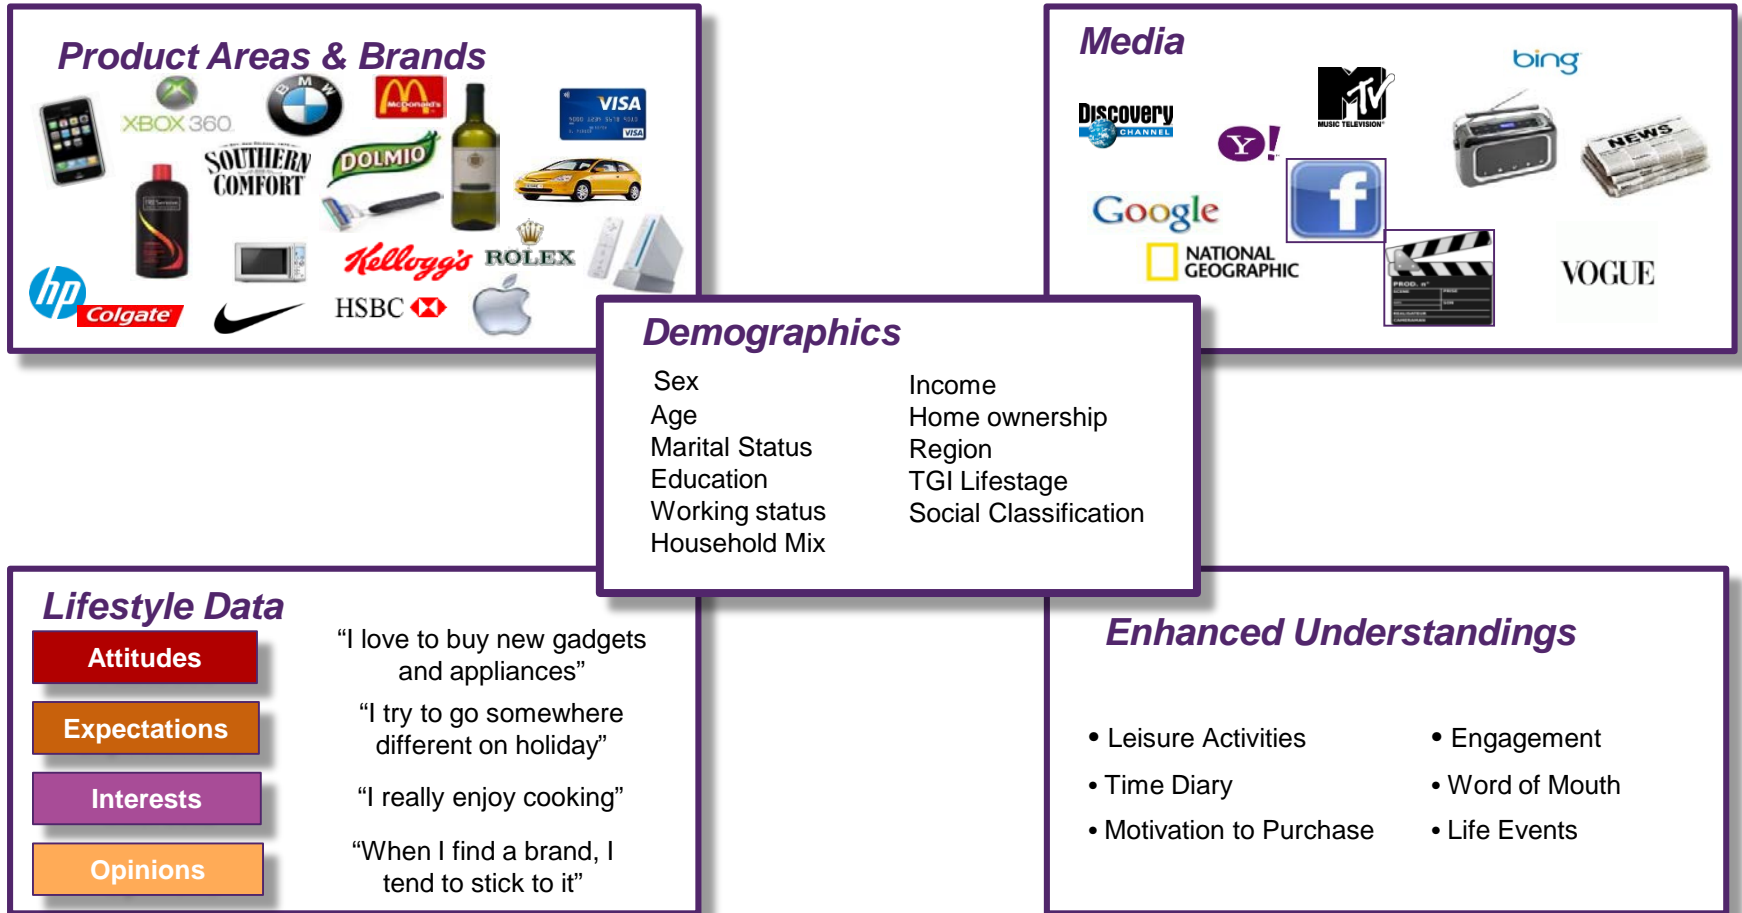 Product Areas & Brands
XBOX 360
BMW
McDonald's
VISA
VISA
SOUTHERN
COMFORT
DOLMIO
Kellogg's
ROLEX
hp
Colgate
HSBC
Media
bing
MTV
MUSIC TELEVISION
DISCOVERY
CHANNEL
Y!
NEWS
Google
f
NATIONAL
GEOGRAPHIC
PROD. n°
VOGUE
Demographics
Sex
Age
Marital Status
Education
Working status
Household Mix
Income
Home ownership
Region
TGI Lifestage
Social Classification
Lifestyle Data
Attitudes
“I love to buy new gadgets
and appliances”
Expectations
“I try to go somewhere
different on holiday”
Interests
“I really enjoy cooking”
Opinions
“When I find a brand, I
tend to stick to it”
Enhanced Understandings
• Leisure Activities
• Time Diary
• Motivation to Purchase
• Engagement
• Word of Mouth
• Life Events